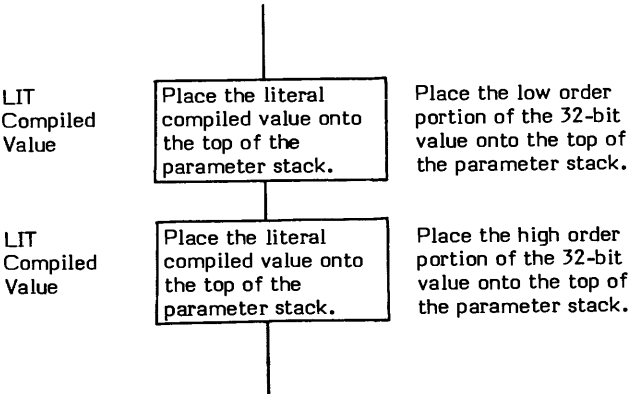 LIT
Compiled
Value
Place the literal
compiled value onto
the top of the
parameter stack.
Place the low order
portion of the 32-bit
value onto the top of
the parameter stack.
LIT
Compiled
Value
Place the literal
compiled value onto
the top of the
parameter stack.
Place the high order
portion of the 32-bit
value onto the top of
the parameter stack.